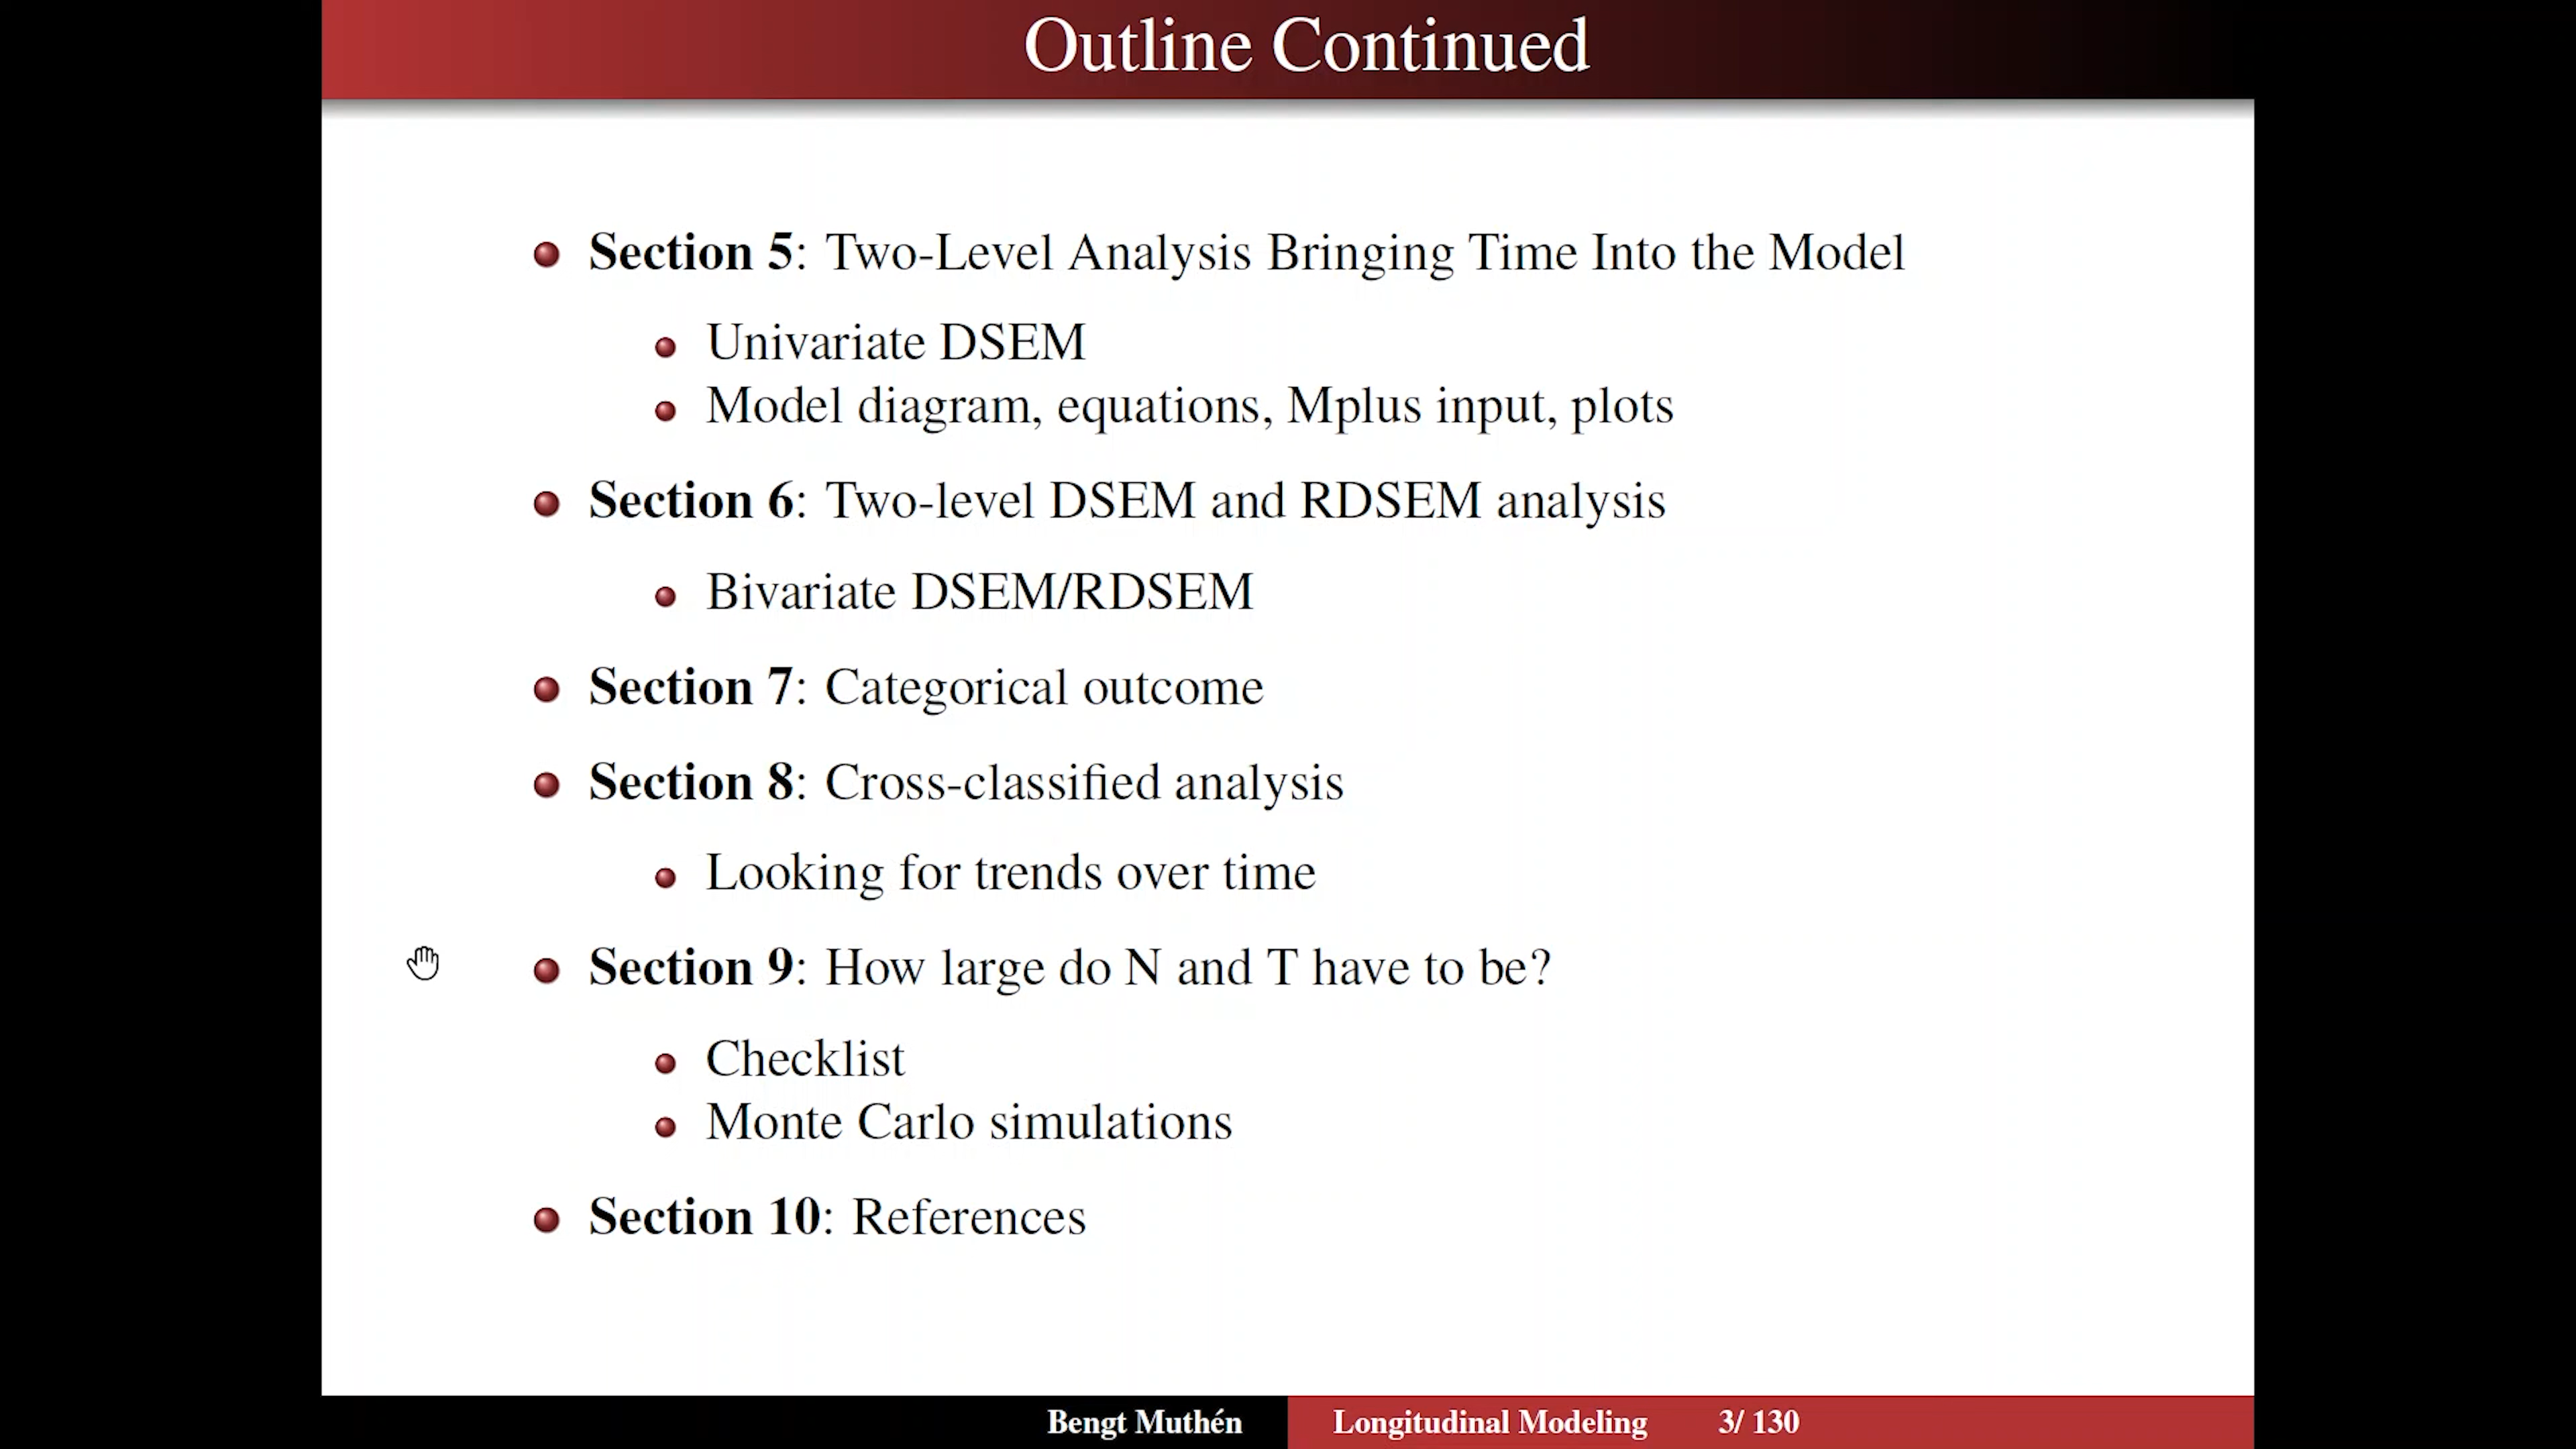 Outline Continued
Section 5: Two-Level Analysis Bringing Time Into the Model
Univariate DSEM
Model diagram, equations, Mplus input, plots
Section 6: Two-level DSEM and RDSEM analysis
Bivariate DSEM/RDSEM
Section 7: Categorical outcome
Section 8: Cross-classified analysis
Looking for trends over time
Section 9: How large do N and T have to be?
Checklist
Monte Carlo simulations
Section 10: References
Bengt Muthén Longitudinal Modeling 3/ 130